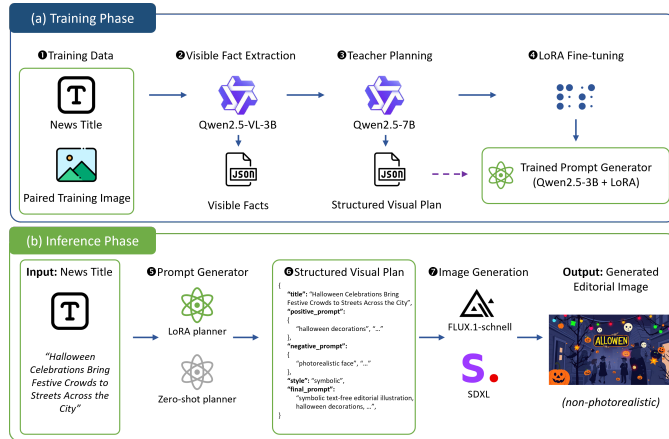 (a) Training Phase
❶Training Data
❷Visible Fact Extraction
❸Teacher Planning
❹LoRA Fine-tuning
T
News Title
Paired Training Image
Qwen2.5-VL-3B
JSON
Visible Facts
Qwen2.5-7B
JSON
Structured Visual Plan
Trained Prompt Generator
(Qwen2.5-3B + LoRA)
(b) Inference Phase
Input: News Title
T
"Halloween
Celebrations Bring
Festive Crowds to
Streets Across the
City"
❺Prompt Generator
LoRA planner
Zero-shot planner
❻Structured Visual Plan
{
"title": "Halloween Celebrations Bring
Festive Crowds to Streets Across the City",
"positive_prompt":
{
"halloween decorations", "…"
},
"negative_prompt":
{
"photorealistic face", "…"
},
"style": "symbolic",
"final_prompt":
"symbolic text-free editorial illustration,
halloween decorations, …",
}
❼Image Generation
FLUX.1-schnell
S.
SDXL
Output: Generated
Editorial Image
ALLOWEN
(non-photorealistic)